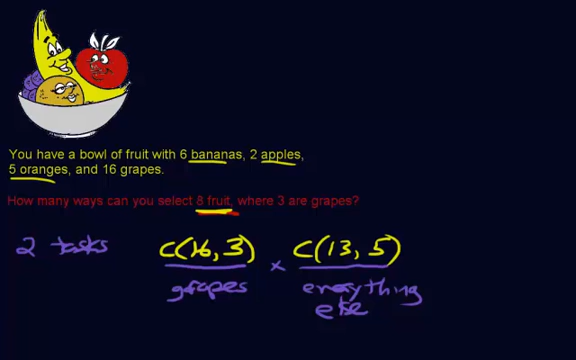 You have a bowl of fruit with 6 bananas, 2 apples,
5 oranges, and 16 grapes.
How many ways can you select 8 fruit, where 3 are grapes?
2 tasks C(16, 3) × C(13, 5)
grapes everything
else